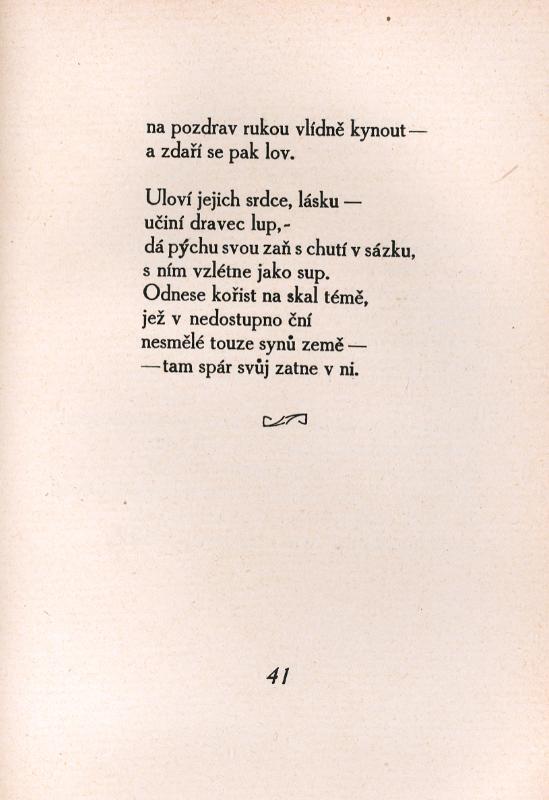 na pozdrav rukou vlídně kynout —
a zdaří se pak lov.
Uloví jejich srdce, lásku —
učiní dravec lup,-
dá pýchu svou zaň s chutí v sázku,
s ním vzlétne jako sup.
Odnese kořist na skal témě,
jež v nedostupno ční
nesmělé touze synů země —
— tam spár svůj zatne v ni.
41